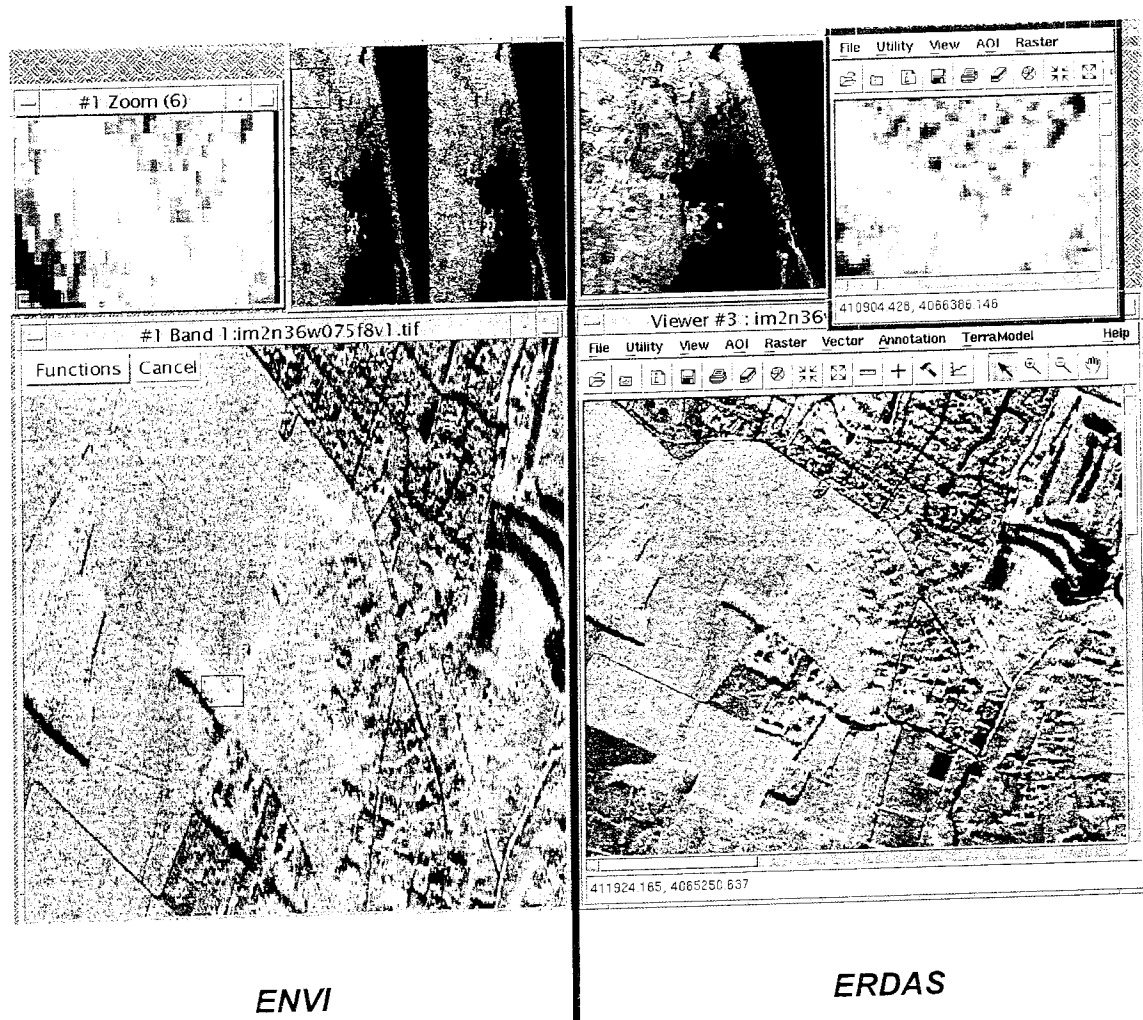 #1 Zoom (6)
File Utility View AOI Raster
410904.428, 4066386.146
#1 Band 1:im2n36w075f8v1.tif
Functions Cancel
Viewer #3 : im2n36
File Utility View AOI Raster Vector Annotation TerraModel Help
411924.165, 4065250.637
ENVI
ERDAS